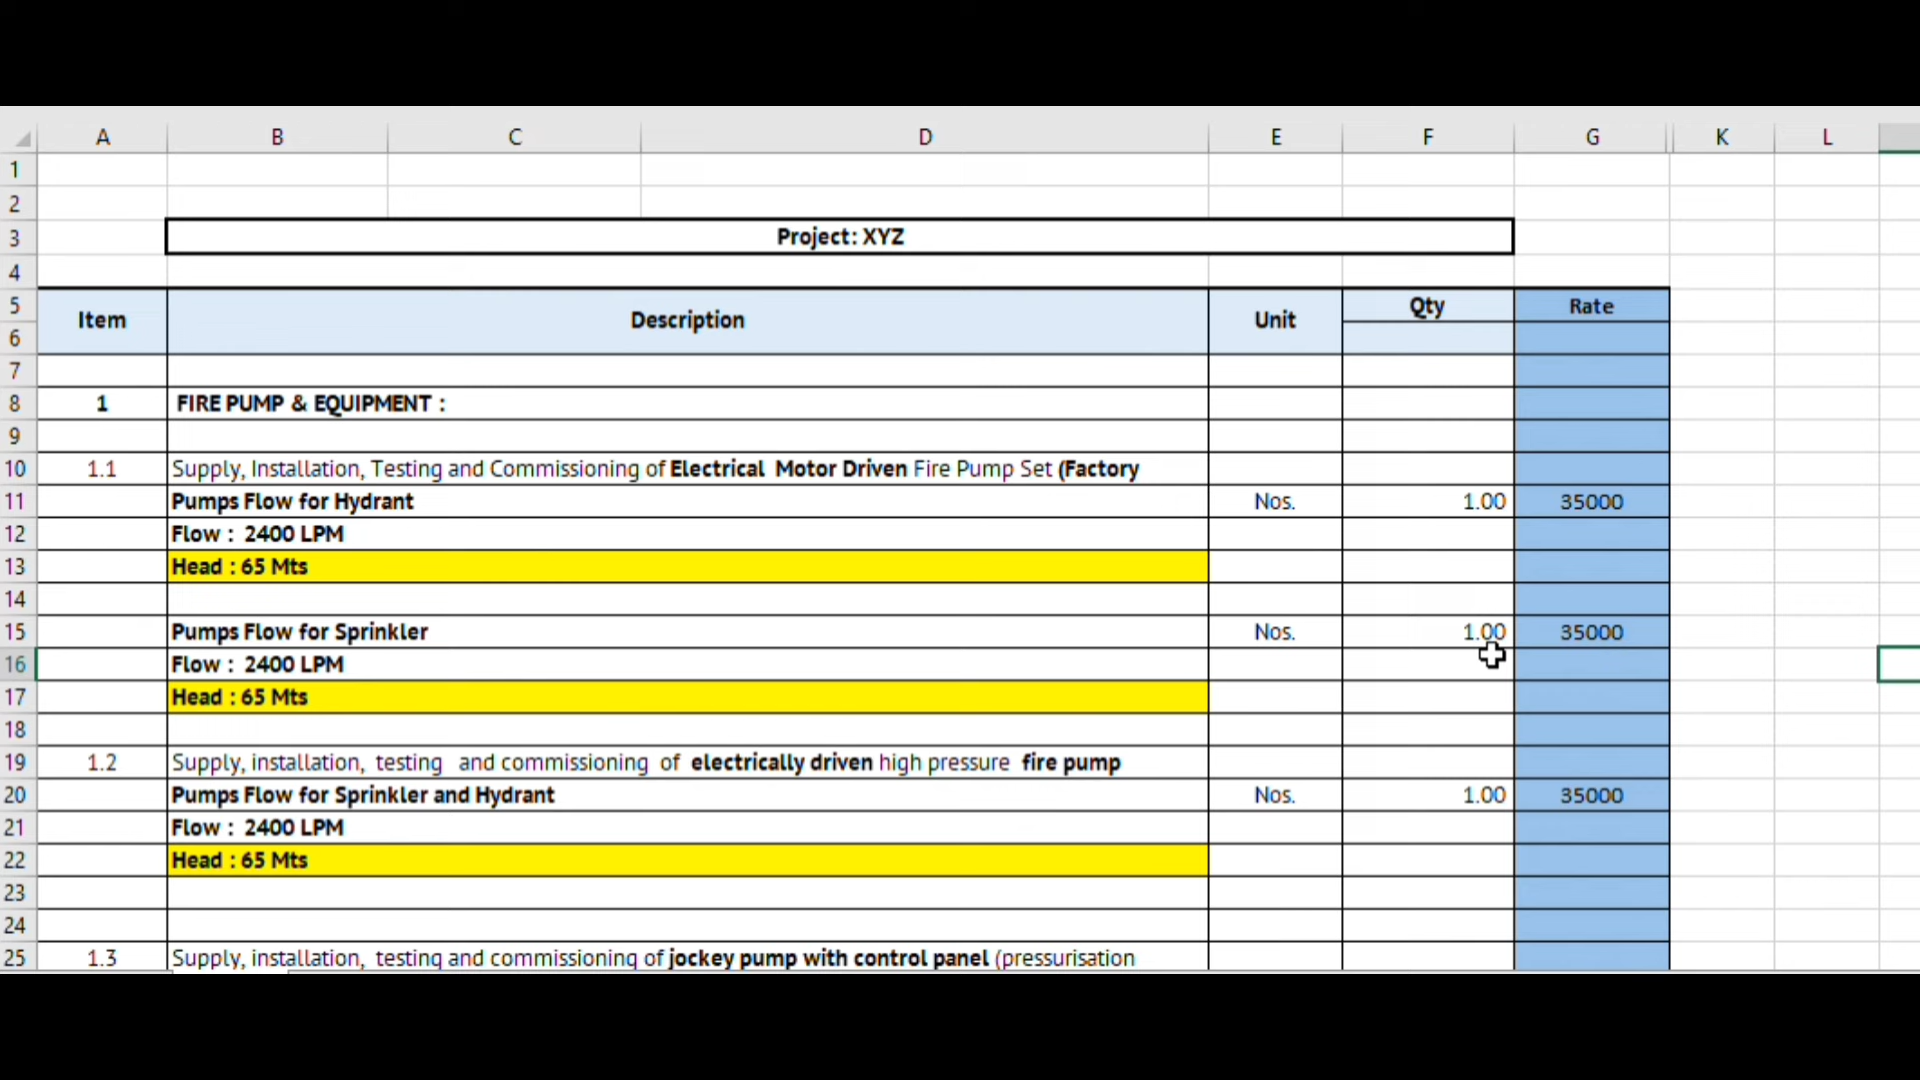 A B C D E F G K L
1
2
3 Project: XYZ
4
5 Item Description Unit Qty Rate
6
7
8 1 FIRE PUMP & EQUIPMENT :
9
10 1.1 Supply, Installation, Testing and Commissioning of Electrical Motor Driven Fire Pump Set (Factory
11 Pumps Flow for Hydrant Nos. 1.00 35000
12 Flow : 2400 LPM
13 Head : 65 Mts
14
15 Pumps Flow for Sprinkler Nos. 1.00 35000
16 Flow : 2400 LPM
17 Head : 65 Mts
18
19 1.2 Supply, installation, testing and commissioning of electrically driven high pressure fire pump
20 Pumps Flow for Sprinkler and Hydrant Nos. 1.00 35000
21 Flow : 2400 LPM
22 Head : 65 Mts
23
24
25 1.3 Supply, installation, testing and commissioning of jockey pump with control panel (pressurisation